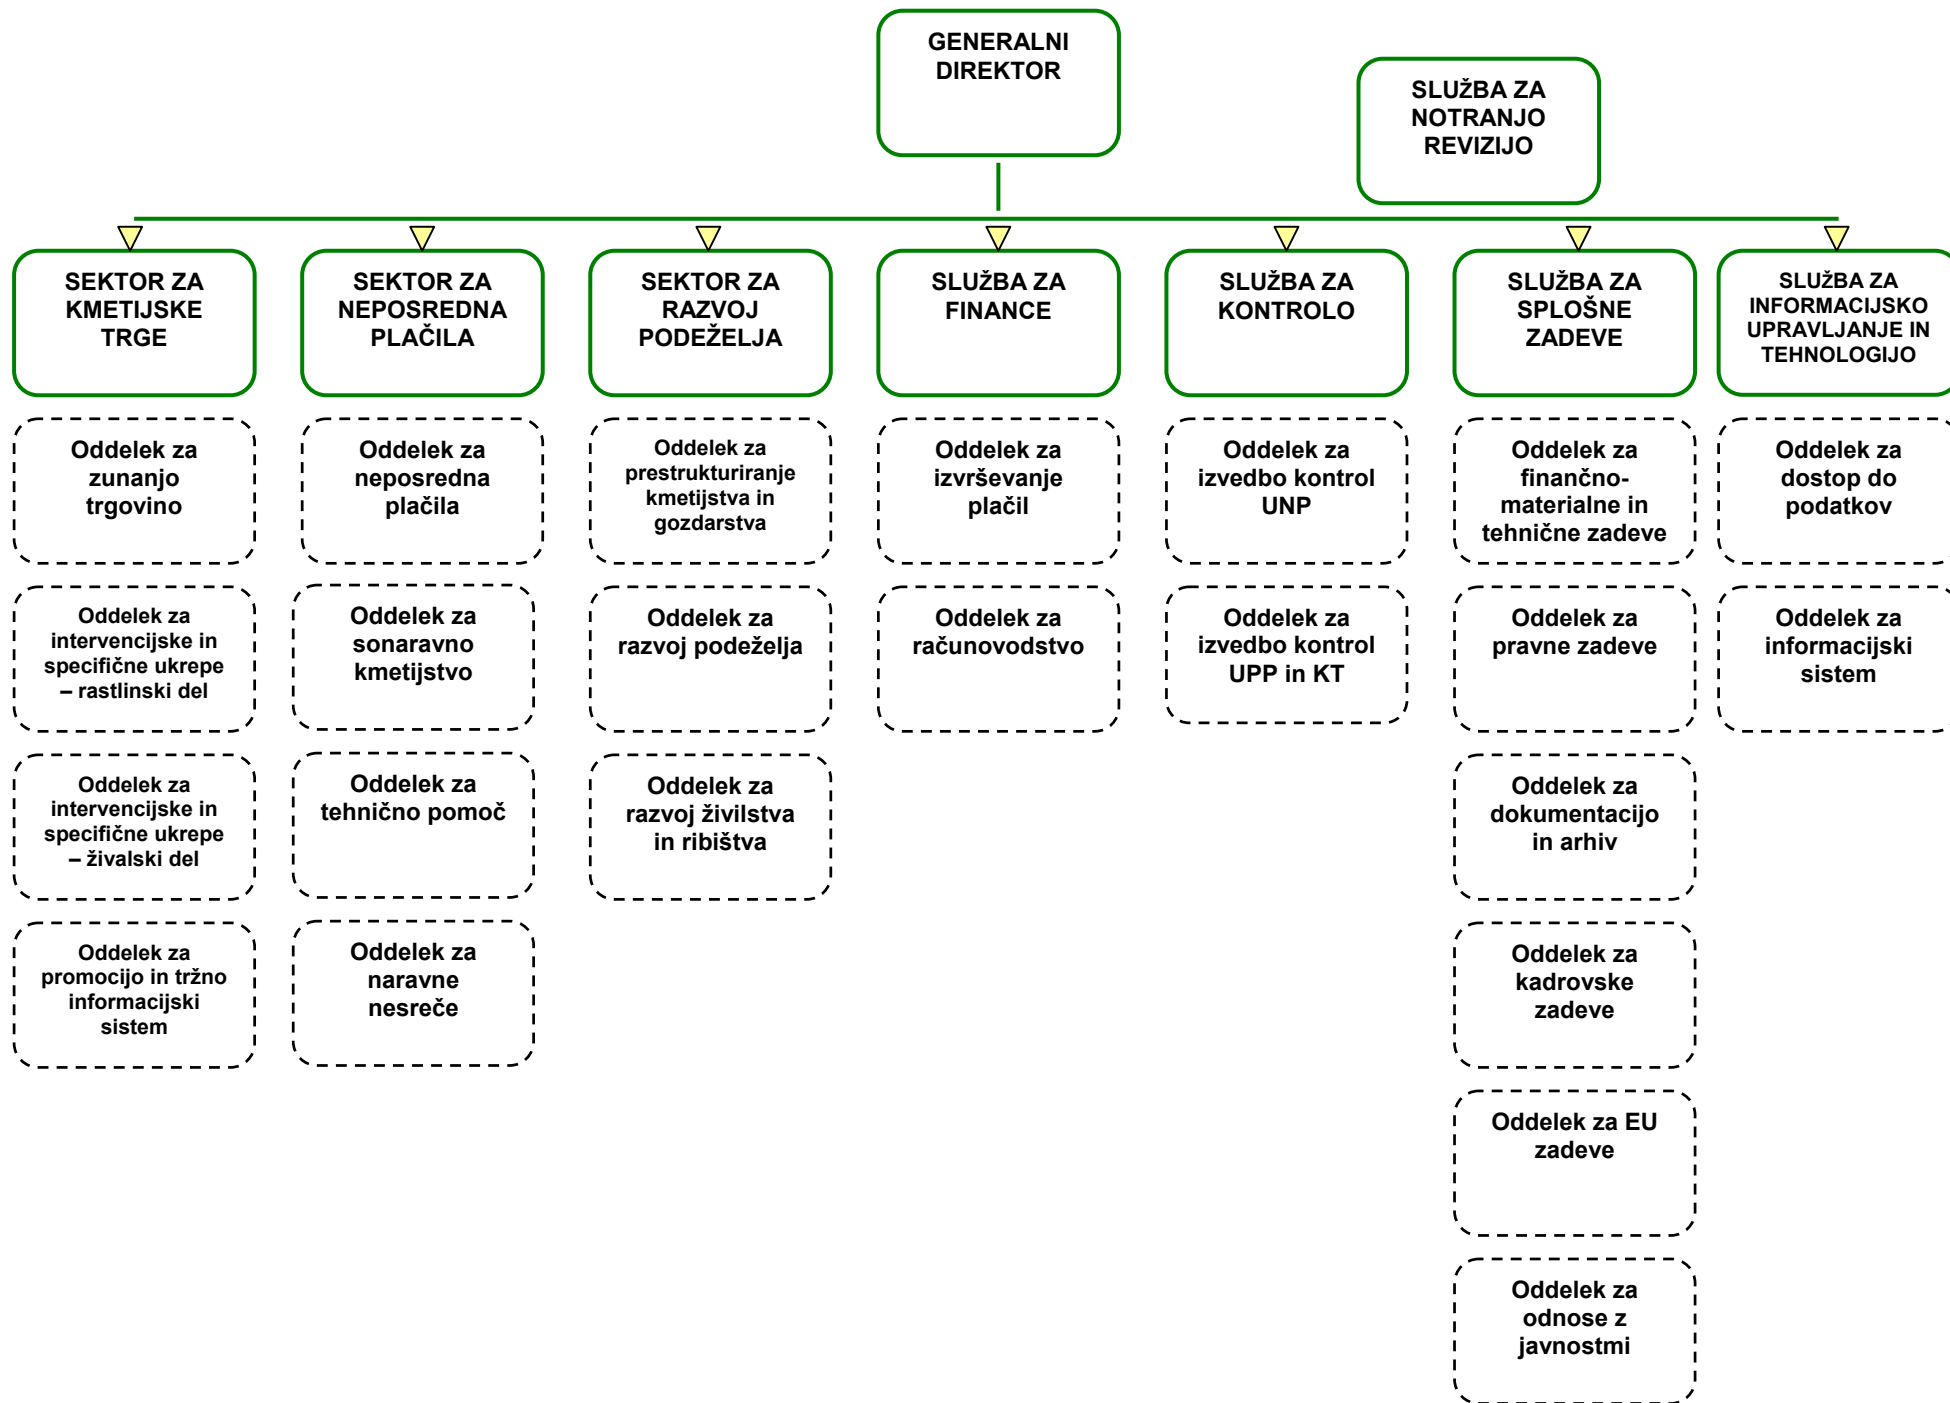 GENERALNI
DIREKTOR
SLUŽBA ZA
NOTRANJO
REVIZIJO
SEKTOR ZA
KMETIJSKE
TRGE
SEKTOR ZA
NEPOSREDNA
PLAČILA
SEKTOR ZA
RAZVOJ
PODEŽELJA
SLUŽBA ZA
FINANCE
SLUŽBA ZA
KONTROLO
SLUŽBA ZA
SPLOŠNE
ZADEVE
SLUŽBA ZA
INFORMACIJSKO
UPRAVLJANJE IN
TEHNOLOGIJO
Oddelek za
zunanjo
trgovino
Oddelek za
neposredna
plačila
Oddelek za
prestrukturiranje
kmetijstva in
gozdarstva
Oddelek za
izvrševanje
plačil
Oddelek za
izvedbo kontrol
UNP
Oddelek za
finančno-
materialne in
tehnične zadeve
Oddelek za
dostop do
podatkov
Oddelek za
intervencijske in
specifične ukrepe
– rastlinski del
Oddelek za
sonaravno
kmetijstvo
Oddelek za
razvoj podeželja
Oddelek za
računovodstvo
Oddelek za
izvedbo kontrol
UPP in KT
Oddelek za
pravne zadeve
Oddelek za
informacijski
sistem
Oddelek za
intervencijske in
specifične ukrepe
– živalski del
Oddelek za
tehnično pomoč
Oddelek za
razvoj živilstva
in ribištva
Oddelek za
dokumentacijo
in arhiv
Oddelek za
promocijo in tržno
informacijski
sistem
Oddelek za
naravne
nesreče
Oddelek za
kadrovske
zadeve
Oddelek za EU
zadeve
Oddelek za
odnose z
javnostmi